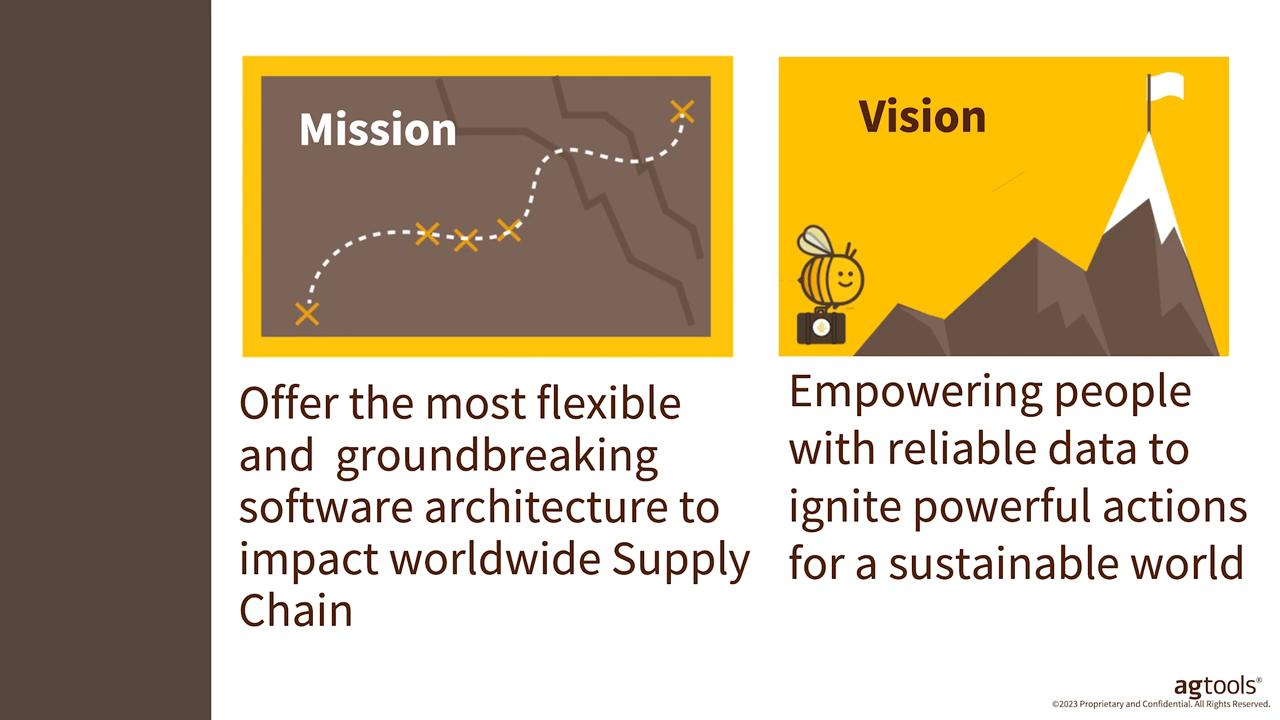 Mission
Offer the most flexible
and  groundbreaking
software architecture to
impact worldwide Supply
Chain
Vision
Empowering people
with reliable data to
ignite powerful actions
for a sustainable world
agtools®
©2023 Proprietary and Confidential. All Rights Reserved.